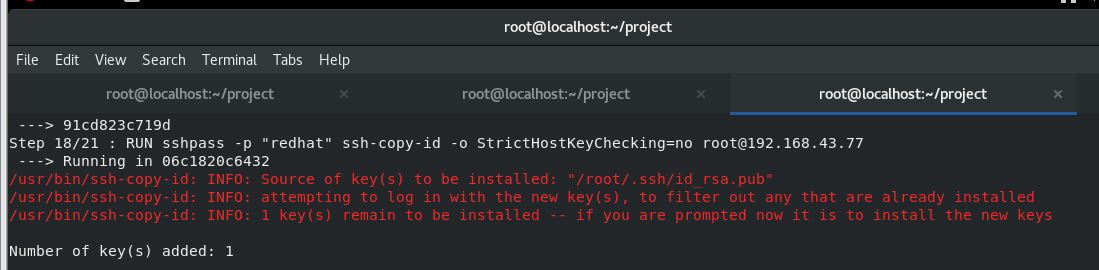 root@localhost:~/project
File Edit View Search Terminal Tabs Help
root@localhost:~/project × root@localhost:~/project × root@localhost:~/project ×
---> 91cd823c719d
Step 18/21 : RUN sshpass -p "redhat" ssh-copy-id -o StrictHostKeyChecking=no root@192.168.43.77
---> Running in 06c1820c6432
/usr/bin/ssh-copy-id: INFO: Source of key(s) to be installed: "/root/.ssh/id_rsa.pub"
/usr/bin/ssh-copy-id: INFO: attempting to log in with the new key(s), to filter out any that are already installed
/usr/bin/ssh-copy-id: INFO: 1 key(s) remain to be installed -- if you are prompted now it is to install the new keys
Number of key(s) added: 1